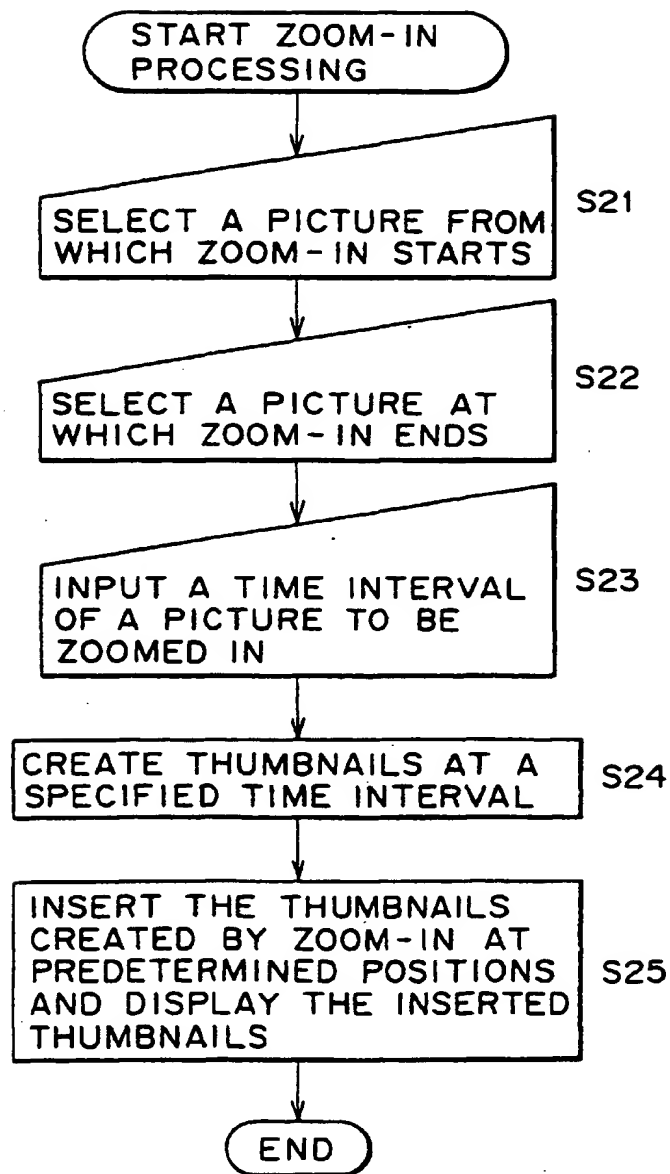 START ZOOM-IN
PROCESSING
SELECT A PICTURE FROM
WHICH ZOOM-IN STARTS
S21
SELECT A PICTURE AT
WHICH ZOOM-IN ENDS
S22
INPUT A TIME INTERVAL
OF A PICTURE TO BE
ZOOMED IN
S23
CREATE THUMBNAILS AT A
SPECIFIED TIME INTERVAL
S24
INSERT THE THUMBNAILS
CREATED BY ZOOM-IN AT
PREDETERMINED POSITIONS
AND DISPLAY THE INSERTED
THUMBNAILS
S25
END